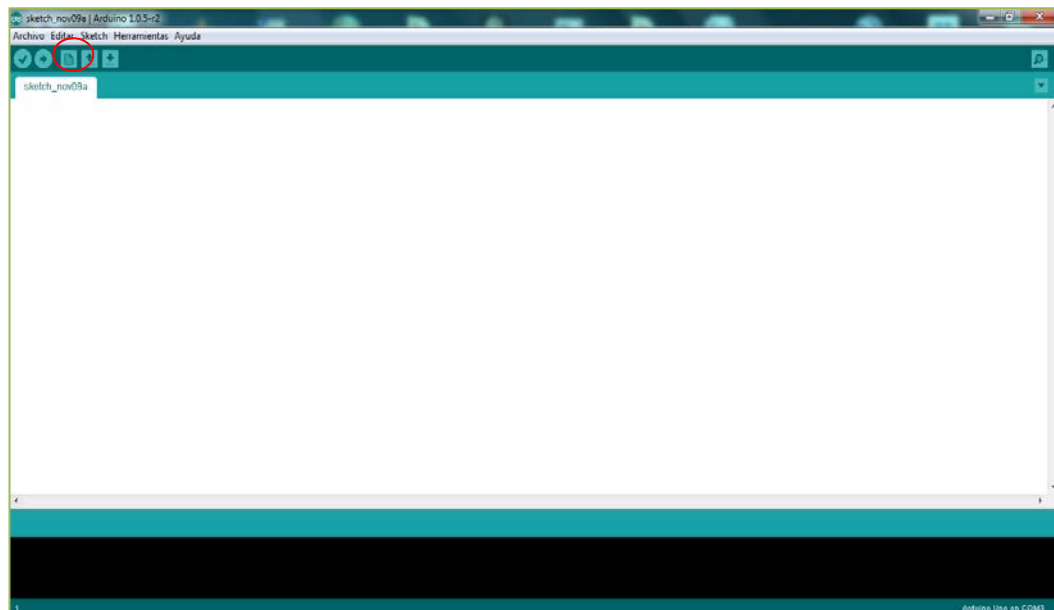 sketch_nov09a | Arduino 1.0.5-r2
Archivo Editar Sketch Herramientas Ayuda
sketch_nov09a
1
Arduino Uno on COM3